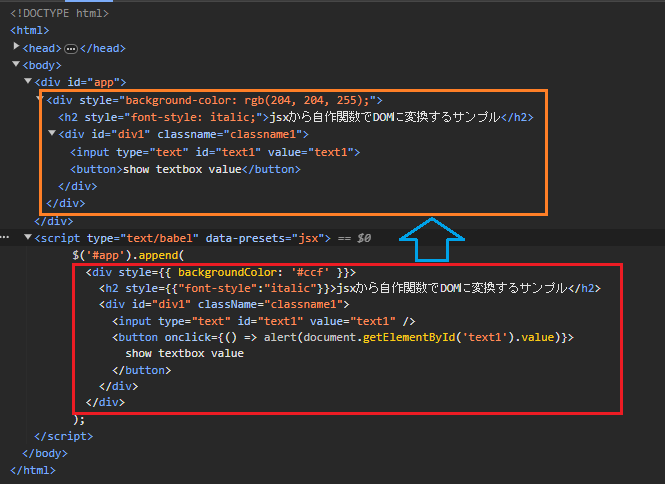 <!DOCTYPE html>
<html>
<head>…</head>
<body>
<div id="app">
<div style="background-color: rgb(204, 204, 255);">
<h2 style="font-style: italic;">jsxから自作関数でDOMに変換するサンプル</h2>
<div id="div1" classname="classname1">
<input type="text" id="text1" value="text1">
<button>show textbox value</button>
</div>
</div>
</div>
… <script type="text/babel" data-presets="jsx"> == $0
$('#app').append(
<div style={{ backgroundColor: '#ccf' }}>
<h2 style={{"font-style":"italic"}}>jsxから自作関数でDOMに変換するサンプル</h2>
<div id="div1" className="classname1">
<input type="text" id="text1" value="text1" />
<button onclick={() => alert(document.getElementById('text1').value)}>
show textbox value
</button>
</div>
</div>
);
</script>
</body>
</html>